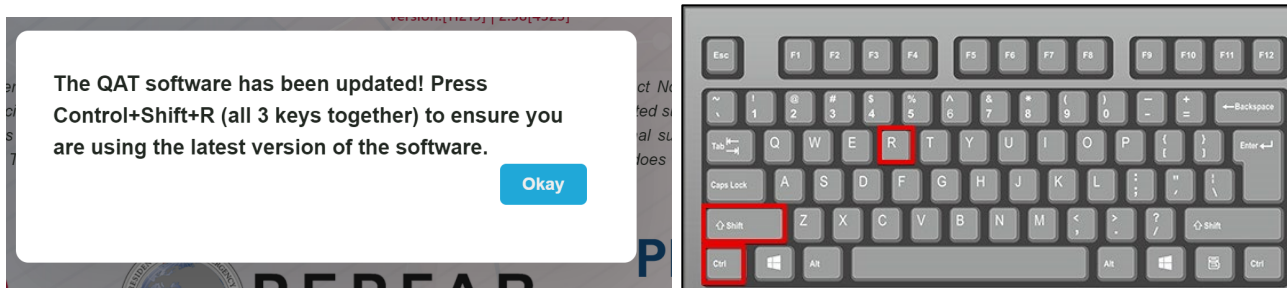 The QAT software has been updated! Press
Control+Shift+R (all 3 keys together) to ensure you
are using the latest version of the software.
Okay
Esc F1 F2 F3 F4 F5 F6 F7 F8 F9 F10 F11 F12
~ ` ! 1 @ 2 # 3 $ 4 % 5 ^ 6 & 7 * 8 ( 9 ) 0 – - + = ←Backspace
Tab Q W E R T Y U I O P { [ } ] Enter
Caps Lock A S D F G H J K L : ; " ' ¦ \
⇧ Shift Z X C V B N M < , > . ? / ⇧ Shift
Ctrl Alt Alt Ctrl